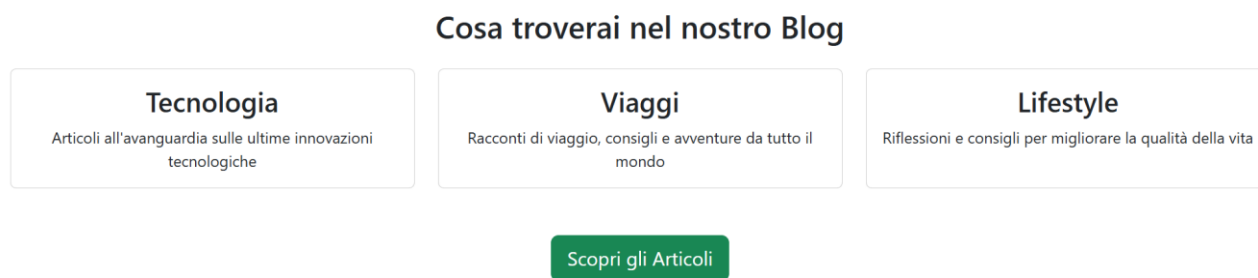 Cosa troverai nel nostro Blog
Tecnologia
Articoli all'avanguardia sulle ultime innovazioni
tecnologiche
Viaggi
Racconti di viaggio, consigli e avventure da tutto il
mondo
Lifestyle
Riflessioni e consigli per migliorare la qualità della vita
Scopri gli Articoli